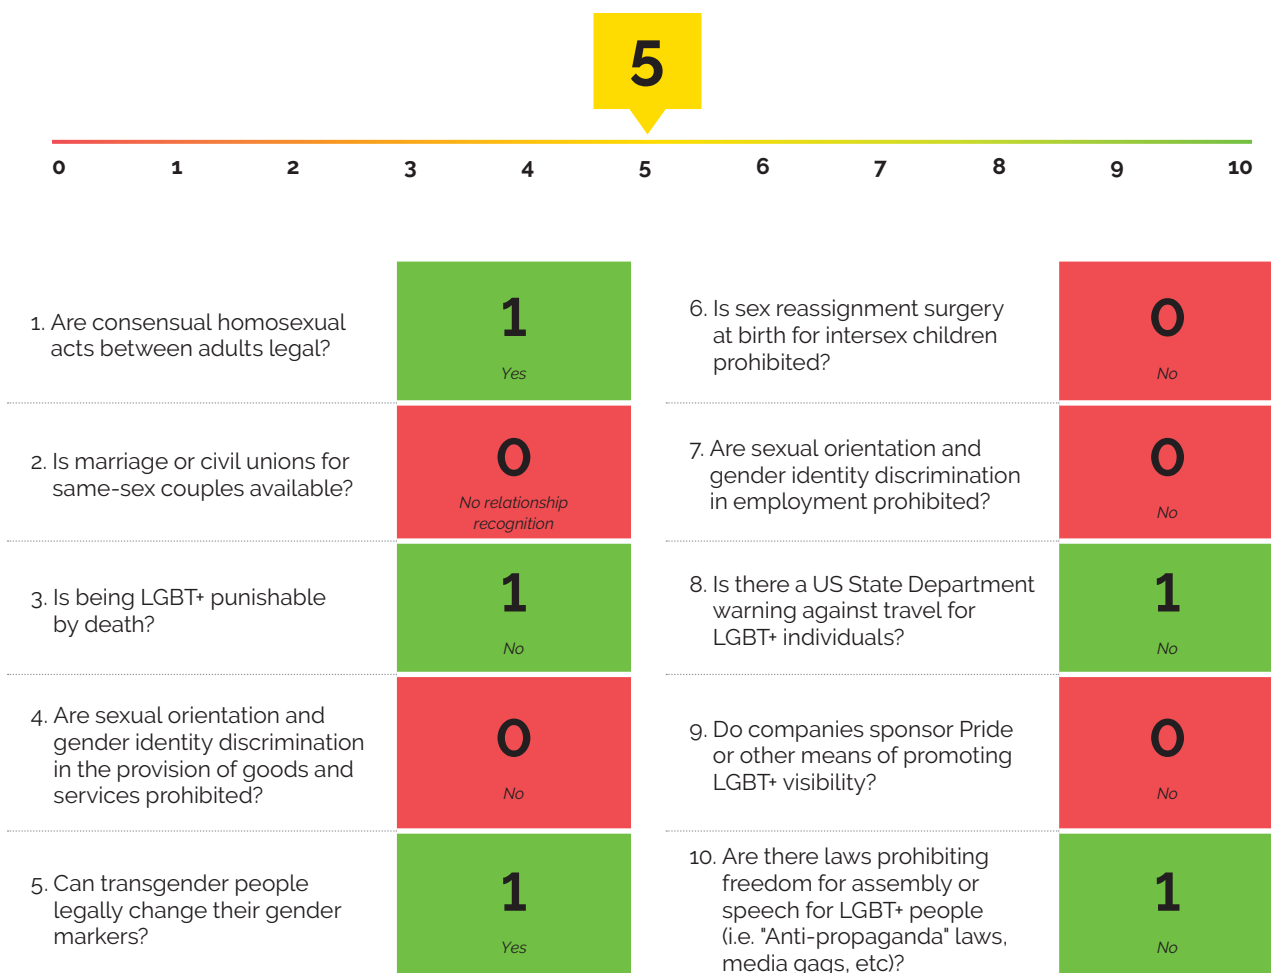 5
0 1 2 3 4 5 6 7 8 9 10
1. Are consensual homosexual
acts between adults legal?
1
Yes
2. Is marriage or civil unions for
same-sex couples available?
0
No relationship
recognition
3. Is being LGBT+ punishable
by death?
1
No
4. Are sexual orientation and
gender identity discrimination
in the provision of goods and
services prohibited?
0
No
5. Can transgender people
legally change their gender
markers?
1
Yes
6. Is sex reassignment surgery
at birth for intersex children
prohibited?
0
No
7. Are sexual orientation and
gender identity discrimination
in employment prohibited?
0
No
8. Is there a US State Department
warning against travel for
LGBT+ individuals?
1
No
9. Do companies sponsor Pride
or other means of promoting
LGBT+ visibility?
0
No
10. Are there laws prohibiting
freedom for assembly or
speech for LGBT+ people
(i.e. "Anti-propaganda" laws,
media gags, etc)?
1
No